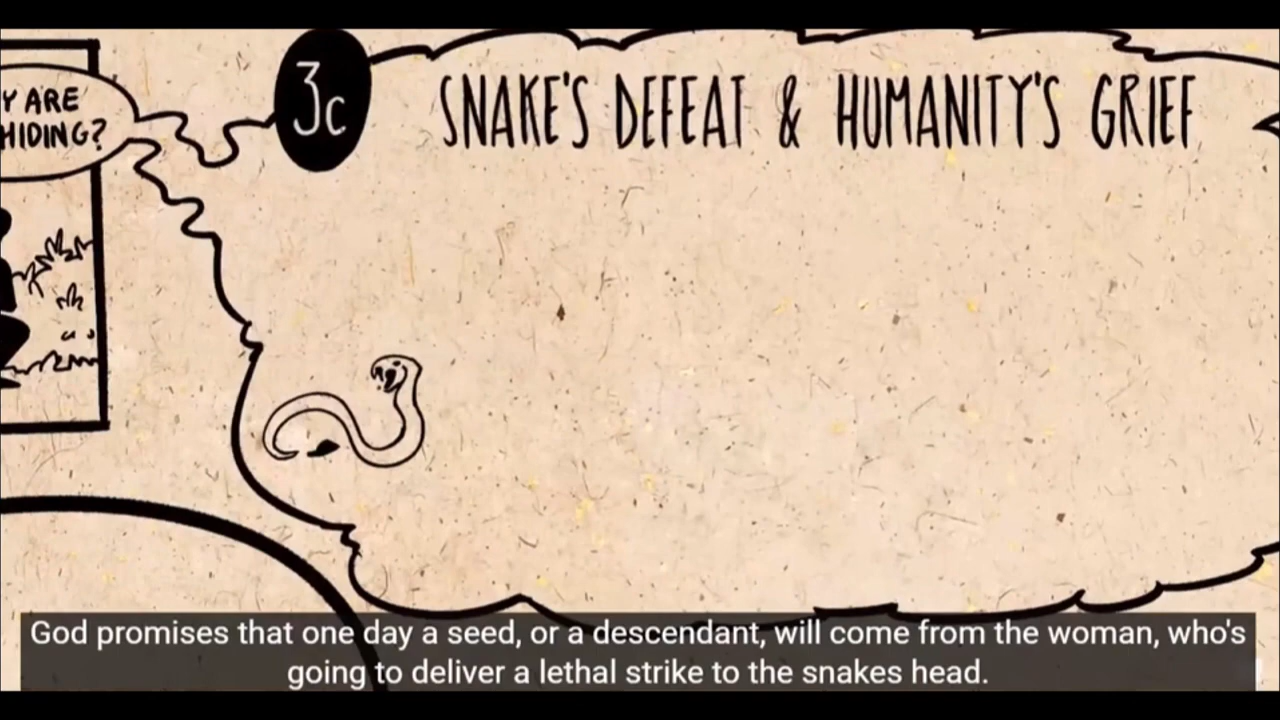 Y ARE
HIDING?
3c
SNAKE'S DEFEAT & HUMANITY'S GRIEF
God promises that one day a seed, or a descendant, will come from the woman, who's
going to deliver a lethal strike to the snakes head.